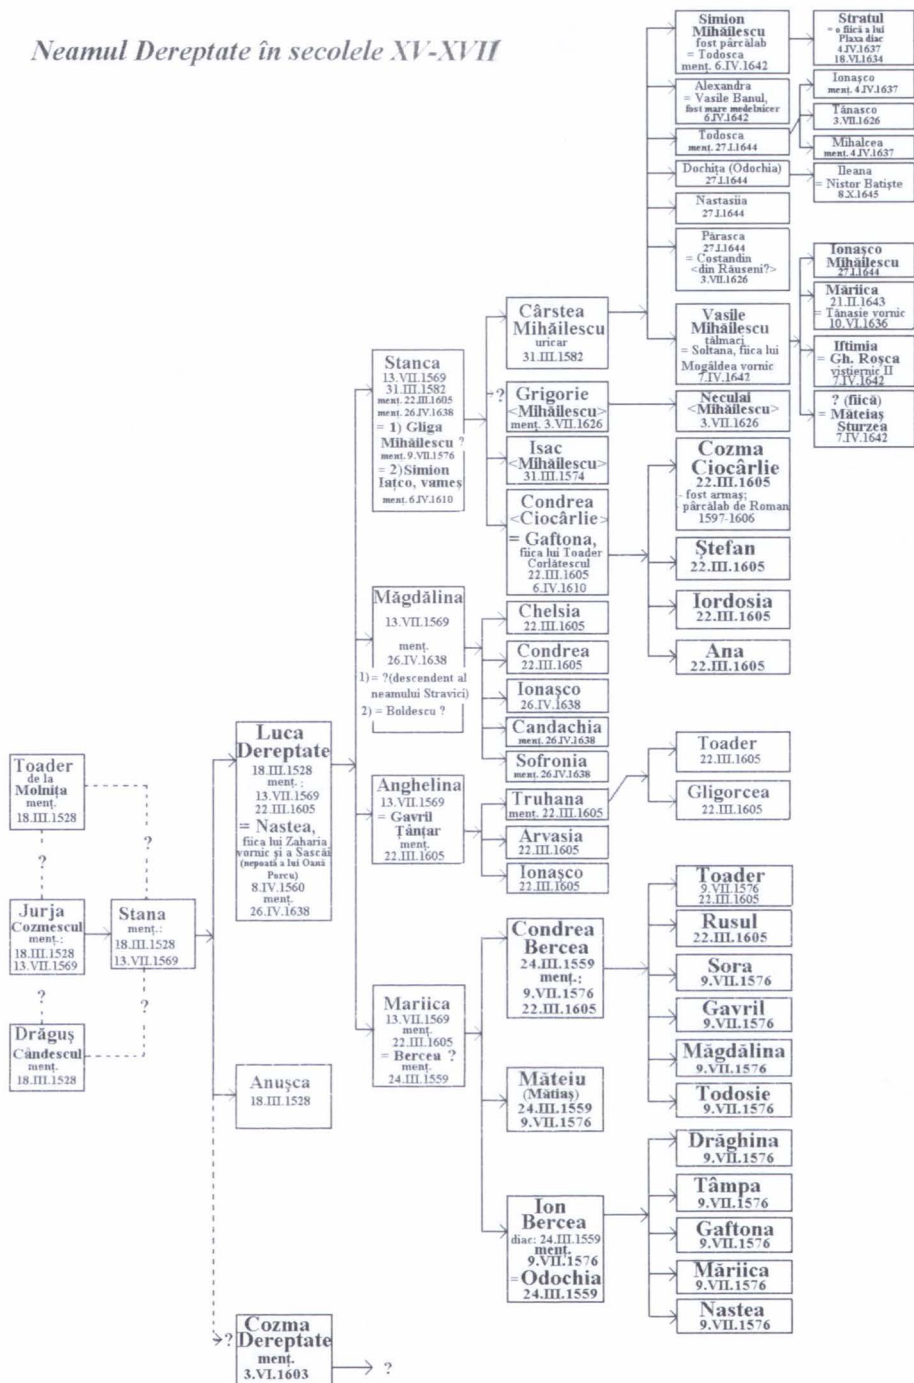 Neamul Dereptate în secolele XV-XVII
Toader
de la
Molnița
menț.
18.III.1528
?
Jurja
Cozmescul
menț.:
18.III.1528
13.VII.1569
?
Drăguș
Cândescul
menț.
18.III.1528
?
Stana
menț.:
18.III.1528
13.VII.1569
?
Luca
Dereptate
18.III.1528
menț.:
13.VII.1569
22.III.1605
= Nastea,
fiica lui Zaharia
vornic și a Sascăi
(nepoată a lui Oană
Purcu)
8.IV.1560
menț.
26.IV.1638
Anușca
18.III.1528
?
Cozma
Dereptate
menț.
3.VI.1603
?
Stanca
13.VII.1569
31.III.1582
menț. 22.III.1605
menț. 26.IV.1638
= 1) Gliga
Mihăilescu ?
menț. 9.VII.1576
= 2) Simion
Iațco, vameș
menț. 6.IV.1610
Măgdălina
13.VII.1569
menț.
26.IV.1638
1) = ?(descendent al
neamului Stravici)
2) = Boldescu ?
Anghelina
13.VII.1569
= Gavril
Țânțar
menț.
22.III.1605
Mariica
13.VII.1569
menț.
22.III.1605
= Bercea ?
menț.
24.III.1559
Cârstea
Mihăilescu
uricar
31.III.1582
?
Grigorie
<Mihăilescu>
menț. 3.VII.1626
Isac
<Mihăilescu>
31.III.1574
Condrea
<Ciocârlie>
= Gaftona,
fiica lui Toader
Corlătescul
22.III.1605
6.IV.1610
Chelsia
22.III.1605
Condrea
22.III.1605
Ionașco
26.IV.1638
Candachia
menț. 26.IV.1638
Sofronia
menț. 26.IV.1638
Truhana
menț. 22.III.1605
Arvasia
22.III.1605
Ionașco
22.III.1605
Condrea
Bercea
24.III.1559
menț.:
9.VII.1576
22.III.1605
Măteiu
(Mătiaș)
24.III.1559
9.VII.1576
Ion
Bercea
diac: 24.III.1559
menț.
9.VII.1576
=Odochia
24.III.1559
Simion
Mihăilescu
fost pârcălab
= Todosca
menț. 6.IV.1642
Alexandra
= Vasile Banul,
fost mare medelnicer
6.IV.1642
Todosca
menț. 27.I.1644
Dochița (Odochia)
27.I.1644
Nastasiia
27.I.1644
Părasca
27.I.1644
= Costandin
<din Răuseni?>
3.VII.1626
Vasile
Mihăilescu
tălmaci
= Soltana, fiica lui
Mogâldea vornic
7.IV.1642
Neculai
<Mihăilescu>
3.VII.1626
Cozma
Ciocârlie
22.III.1605
- fost armaș;
- pârcălab de Roman
1597-1606
Ștefan
22.III.1605
Iordosia
22.III.1605
Ana
22.III.1605
Toader
22.III.1605
Gligorcea
22.III.1605
Toader
9.VII.1576
22.III.1605
Rusul
22.III.1605
Sora
9.VII.1576
Gavril
9.VII.1576
Măgdălina
9.VII.1576
Todosie
9.VII.1576
Drăghina
9.VII.1576
Tâmpa
9.VII.1576
Gaftona
9.VII.1576
Măriica
9.VII.1576
Nastea
9.VII.1576
Stratul
= o fiică a lui
Plaxa diac
4.IV.1637
18.VI.1634
Ionașco
menț. 4.IV.1637
Tănasco
3.VII.1626
Mihalcea
menț. 4.IV.1637
Ileana
= Nistor Batiște
8.X.1645
Ionașco
Mihăilescu
27.I.1644
Măriica
21.II.1643
= Tănasie vornic
10.VI.1636
Iftimia
= Gh. Roșca
vistiernic II
7.IV.1642
? (fiică)
= Măteiaș
Sturzea
7.IV.1642